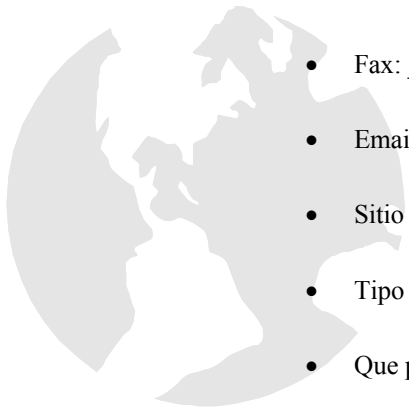 • Fax:
• Emai
• Sitio
• Tipo
• Que p